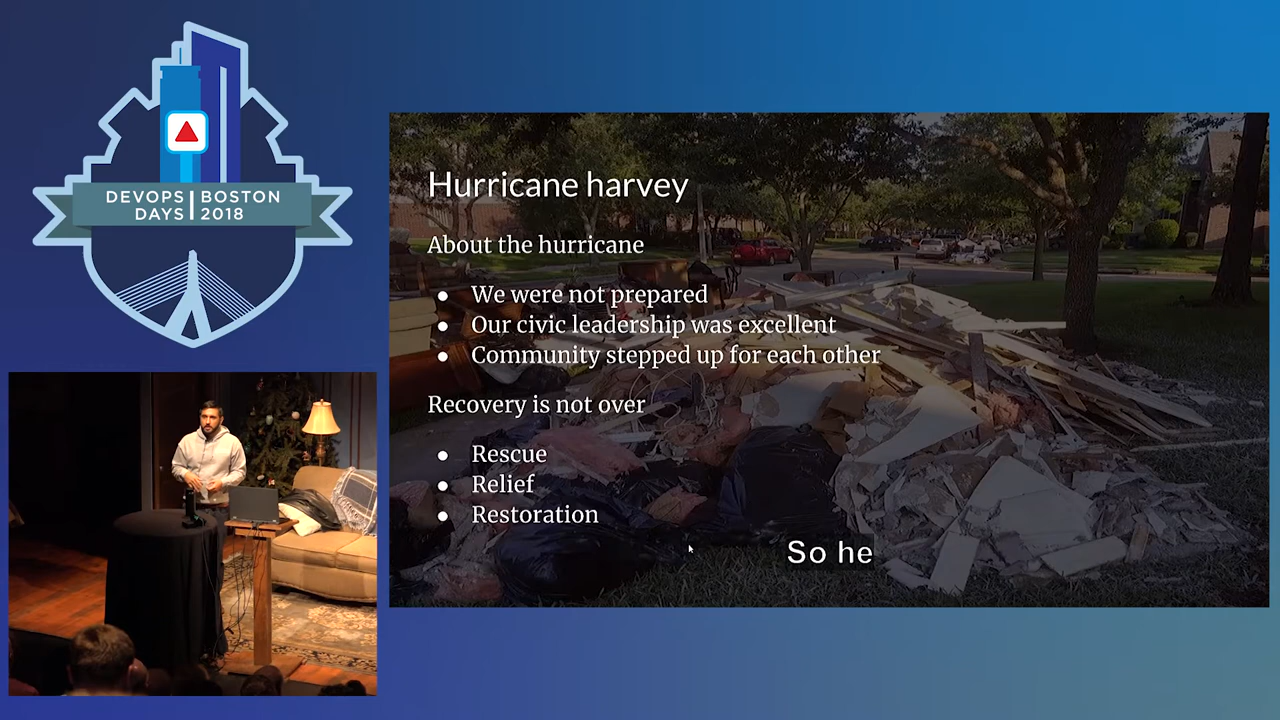 DEVOPS BOSTON
DAYS 2018
Hurricane harvey
About the hurricane
● We were not prepared
● Our civic leadership was excellent
● Community stepped up for each other
Recovery is not over
● Rescue
● Relief
● Restoration
So he